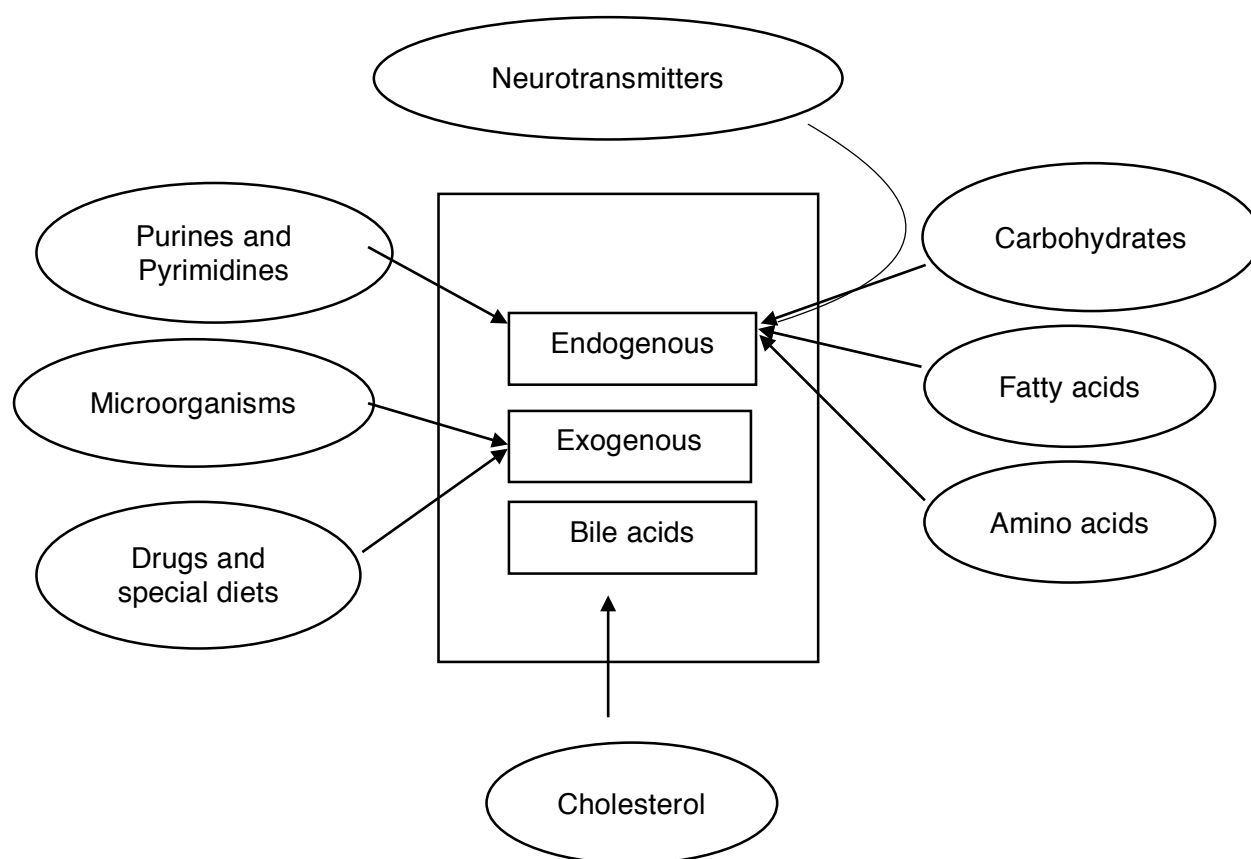 Neurotransmitters
Purines and
Pyrimidines
Carbohydrates
Endogenous
Fatty acids
Microorganisms
Exogenous
Amino acids
Bile acids
Drugs and
special diets
Cholesterol